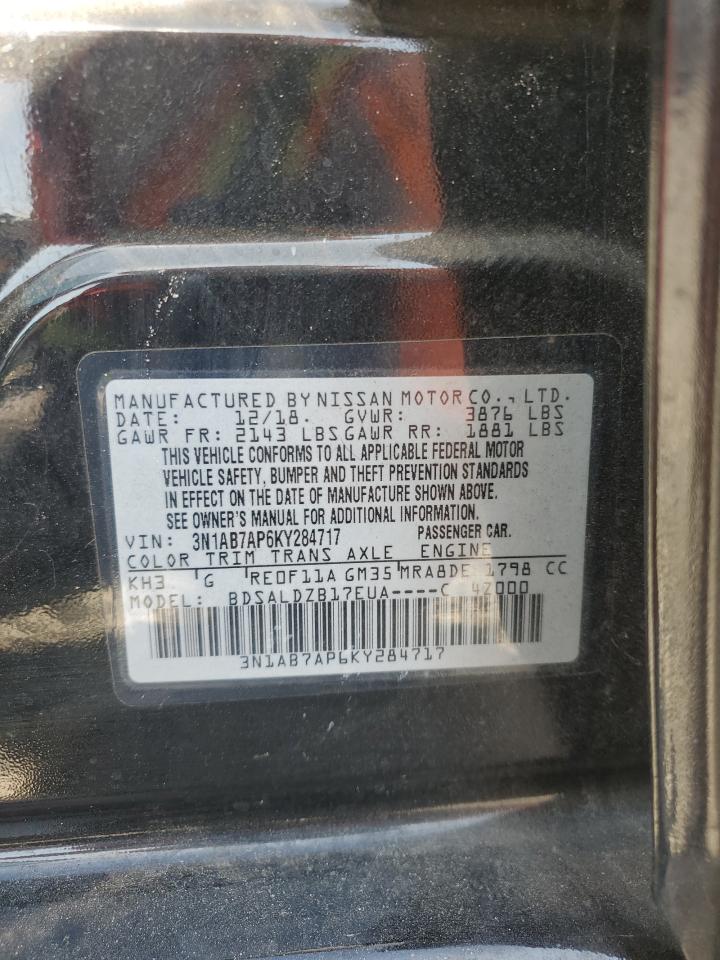 MANUFACTURED BY NISSAN MOTOR CO., LTD.
DATE: 12/18. GVWR: 3876 LBS
GAWR FR: 2143 LBS GAWR RR: 1881 LBS
THIS VEHICLE CONFORMS TO ALL APPLICABLE FEDERAL MOTOR
VEHICLE SAFETY, BUMPER AND THEFT PREVENTION STANDARDS
IN EFFECT ON THE DATE OF MANUFACTURE SHOWN ABOVE.
SEE OWNER'S MANUAL FOR ADDITIONAL INFORMATION.
VIN: 3N1AB7AP6KY284717 PASSENGER CAR.
COLOR TRIM TRANS AXLE ENGINE
KH3 G RE0F11A GM35 MRA8DE 1798 CC
MODEL: BDSALDZB17EUA----C 4Z000
3N1AB7AP6KY284717